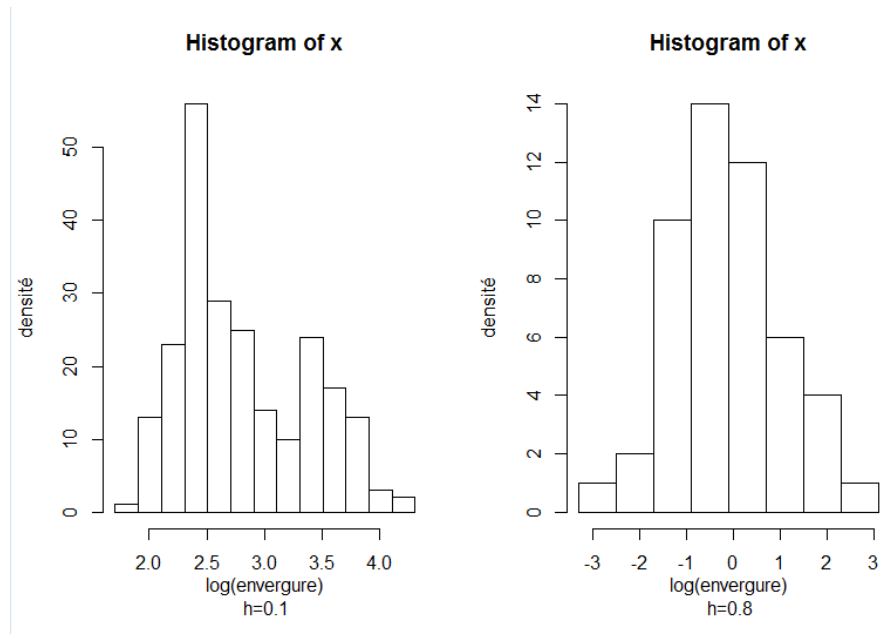 Histogram of x
densité
50
40
30
20
10
0
2.0 2.5 3.0 3.5 4.0
log(envergure)
h=0.1
Histogram of x
densité
14
12
10
8
6
4
2
0
-3 -2 -1 0 1 2 3
log(envergure)
h=0.8